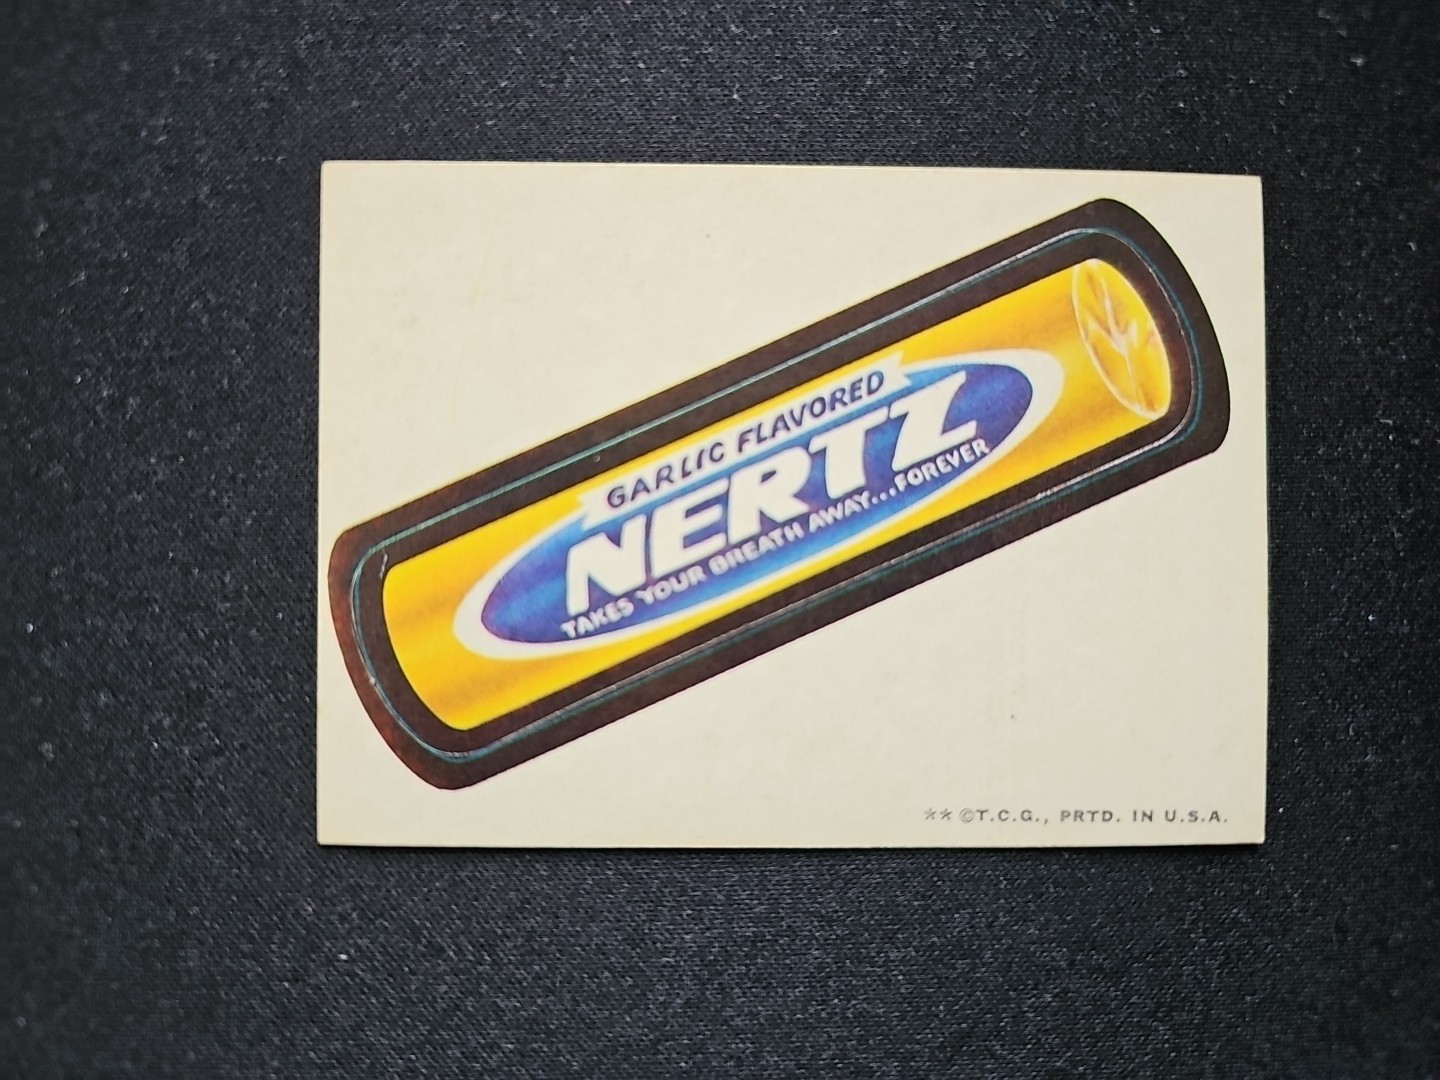 GARLIC FLAVORED
NERTZ
TAKES YOUR BREATH AWAY...FOREVER
** ©T.C.G., PRTD. IN U.S.A.